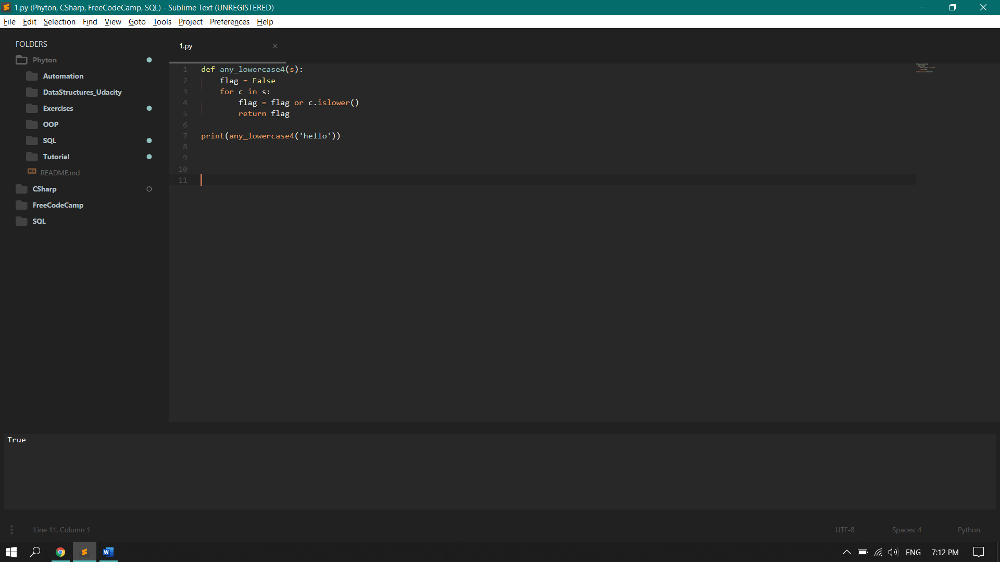 1.py (Phyton, CSharp, FreeCodeCamp, SQL) - Sublime Text (UNREGISTERED)
File Edit Selection Find View Goto Tools Project Preferences Help
FOLDERS
Phyton
Automation
DataStructures_Udacity
Exercises
OOP
SQL
Tutorial
README.md
CSharp
FreeCodeCamp
SQL
1.py
1 def any_lowercase4(s):
2     flag = False
3     for c in s:
4         flag = flag or c.islower()
5         return flag
6
7 print(any_lowercase4('hello'))
8
9
10
11
True
Line 11, Column 1
UTF-8 Spaces: 4 Python
ENG 7:12 PM